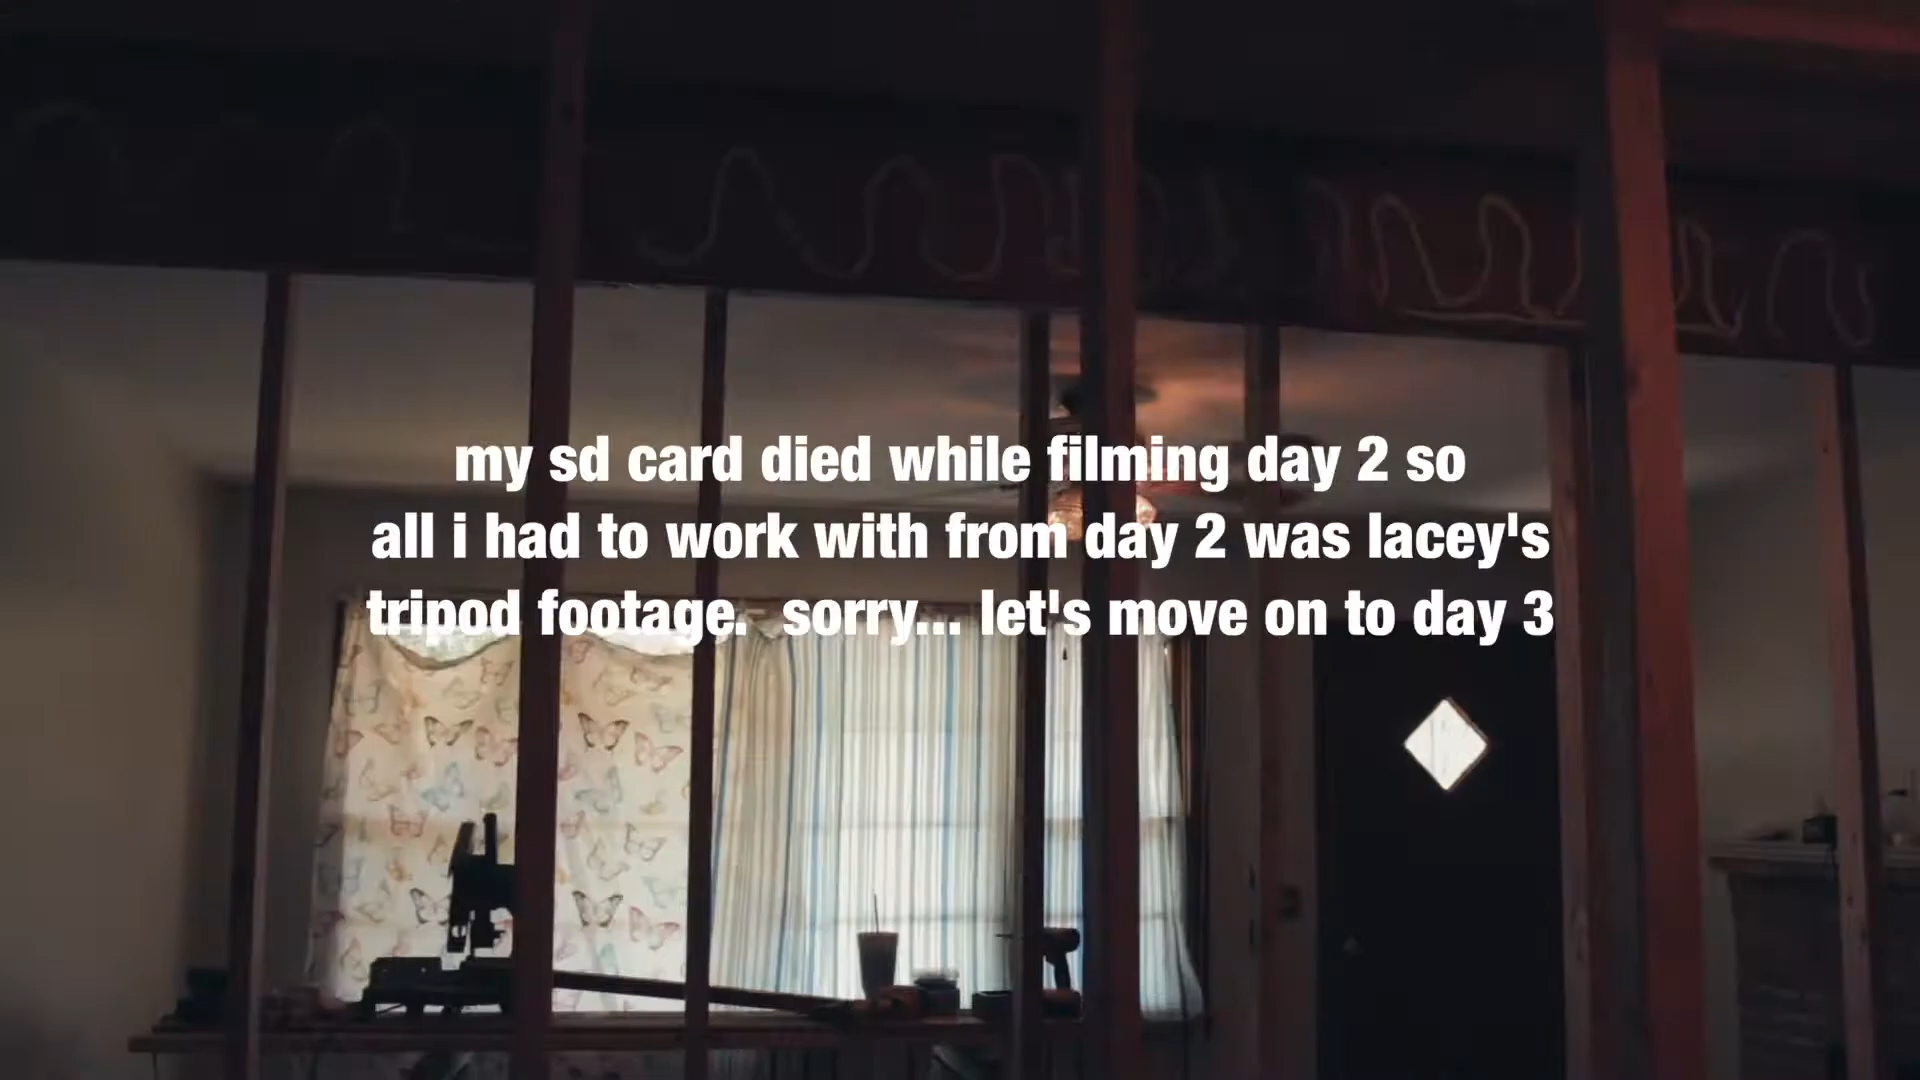 my sd card died while filming day 2 so
all i had to work with from day 2 was lacey's
tripod footage.  sorry... let's move on to day 3